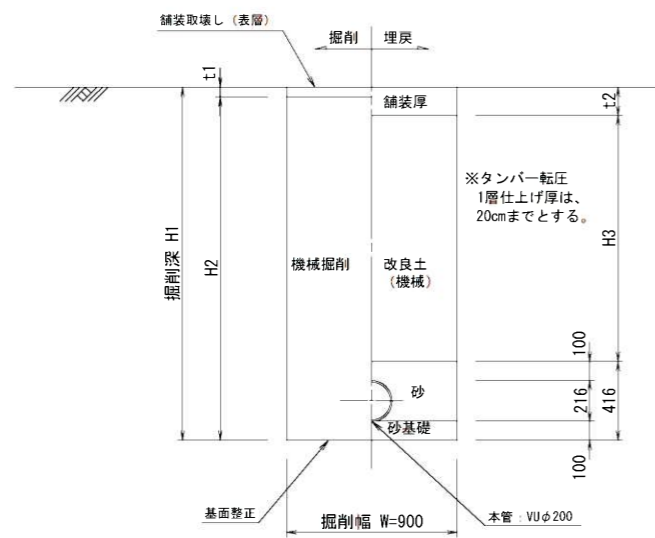 舗装取壊し（表層）
掘削 埋戻
t1
t2
舗装厚
※タンパー転圧
1層仕上げ厚は、
20cmまでとする。
掘削深 H1
H2
H3
機械掘削
改良土
（機械）
100
砂
216
416
砂基礎
100
基面整正
掘削幅 W=900
本管：VUφ200